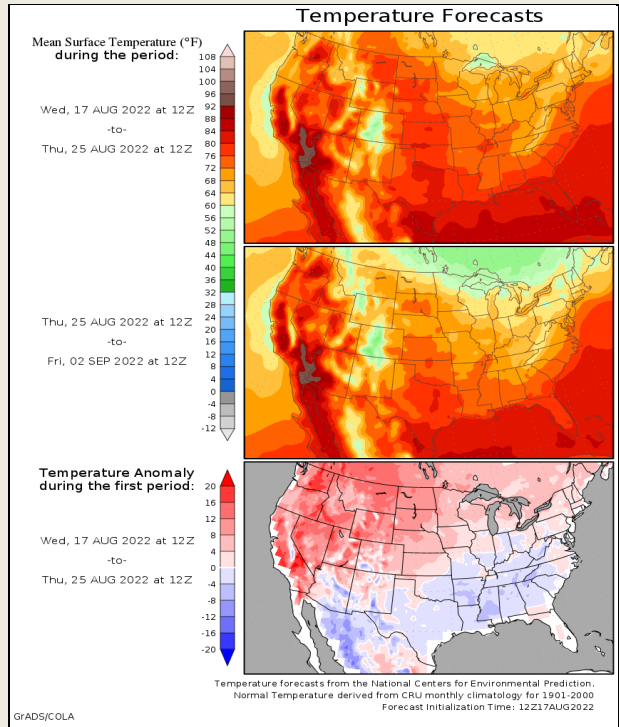 Temperature Forecasts
Mean Surface Temperature (°F)
during the period:
Wed, 17 AUG 2022 at 12Z
-to-
Thu, 25 AUG 2022 at 12Z
108
104
100
96
92
88
84
80
76
72
68
64
60
56
52
48
44
36
32
28
24
20
16
12
8
4
0
-4
-8
-12
Thu, 25 AUG 2022 at 12Z
-to-
Fri, 02 SEP 2022 at 12Z
Temperature Anomaly
during the first period:
Wed, 17 AUG 2022 at 12Z
-to-
Thu, 25 AUG 2022 at 12Z
20
16
12
8
4
0
-4
-8
-12
-16
-20
Temperature forecasts from the National Centers for Environmental Prediction.
Normal Temperature derived from CRU monthly climatology for 1901-2000
Forecast Initialization Time: 12Z17AUG2022
GrADS/COLA